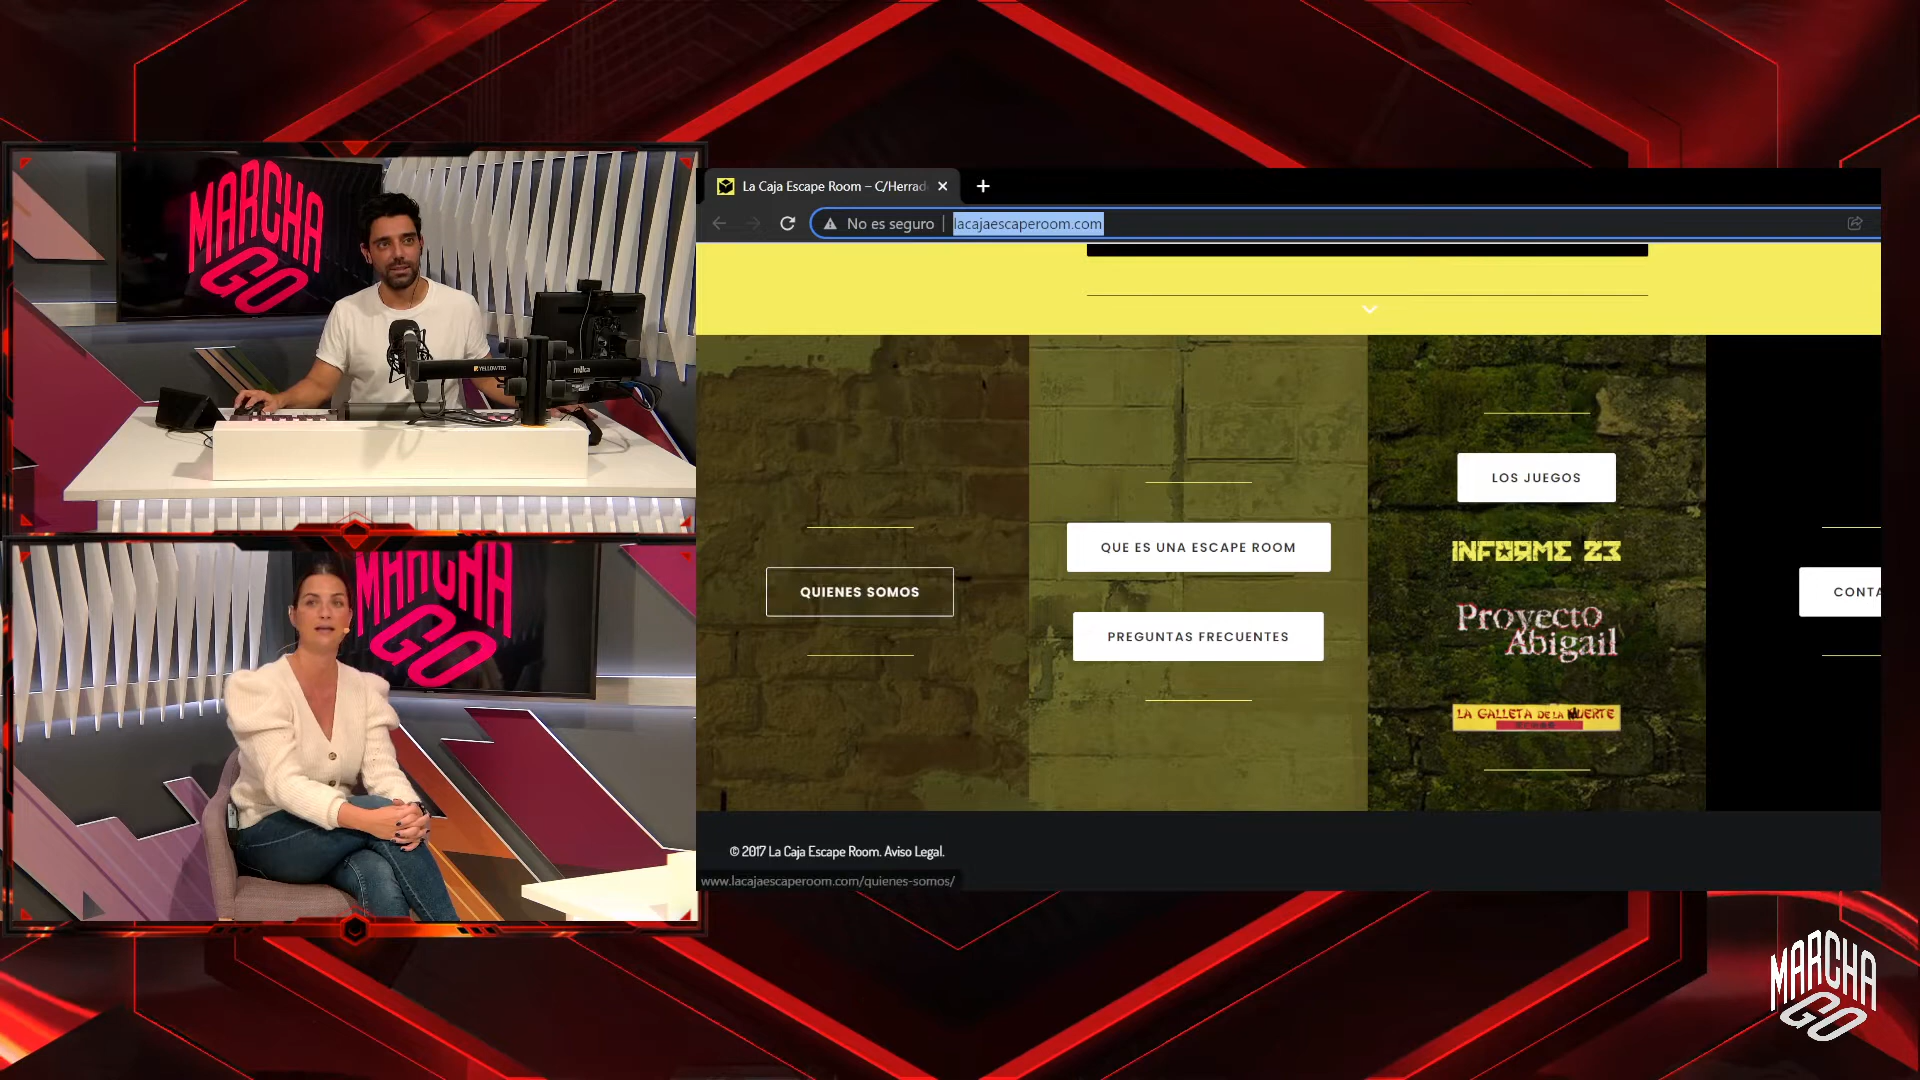 MARCHA
GO
YELLOWTEC
mika
MARCHA
GO
La Caja Escape Room – C/Herrad
No es seguro
lacajaescaperoom.com
QUIENES SOMOS
QUE ES UNA ESCAPE ROOM
PREGUNTAS FRECUENTES
LOS JUEGOS
INFORME 23
Proyecto
Abigail
LA GALLETA DE LA MUERTE
CONTA
© 2017 La Caja Escape Room. Aviso Legal.
www.lacajaescaperoom.com/quienes-somos/
MARCHA
GO